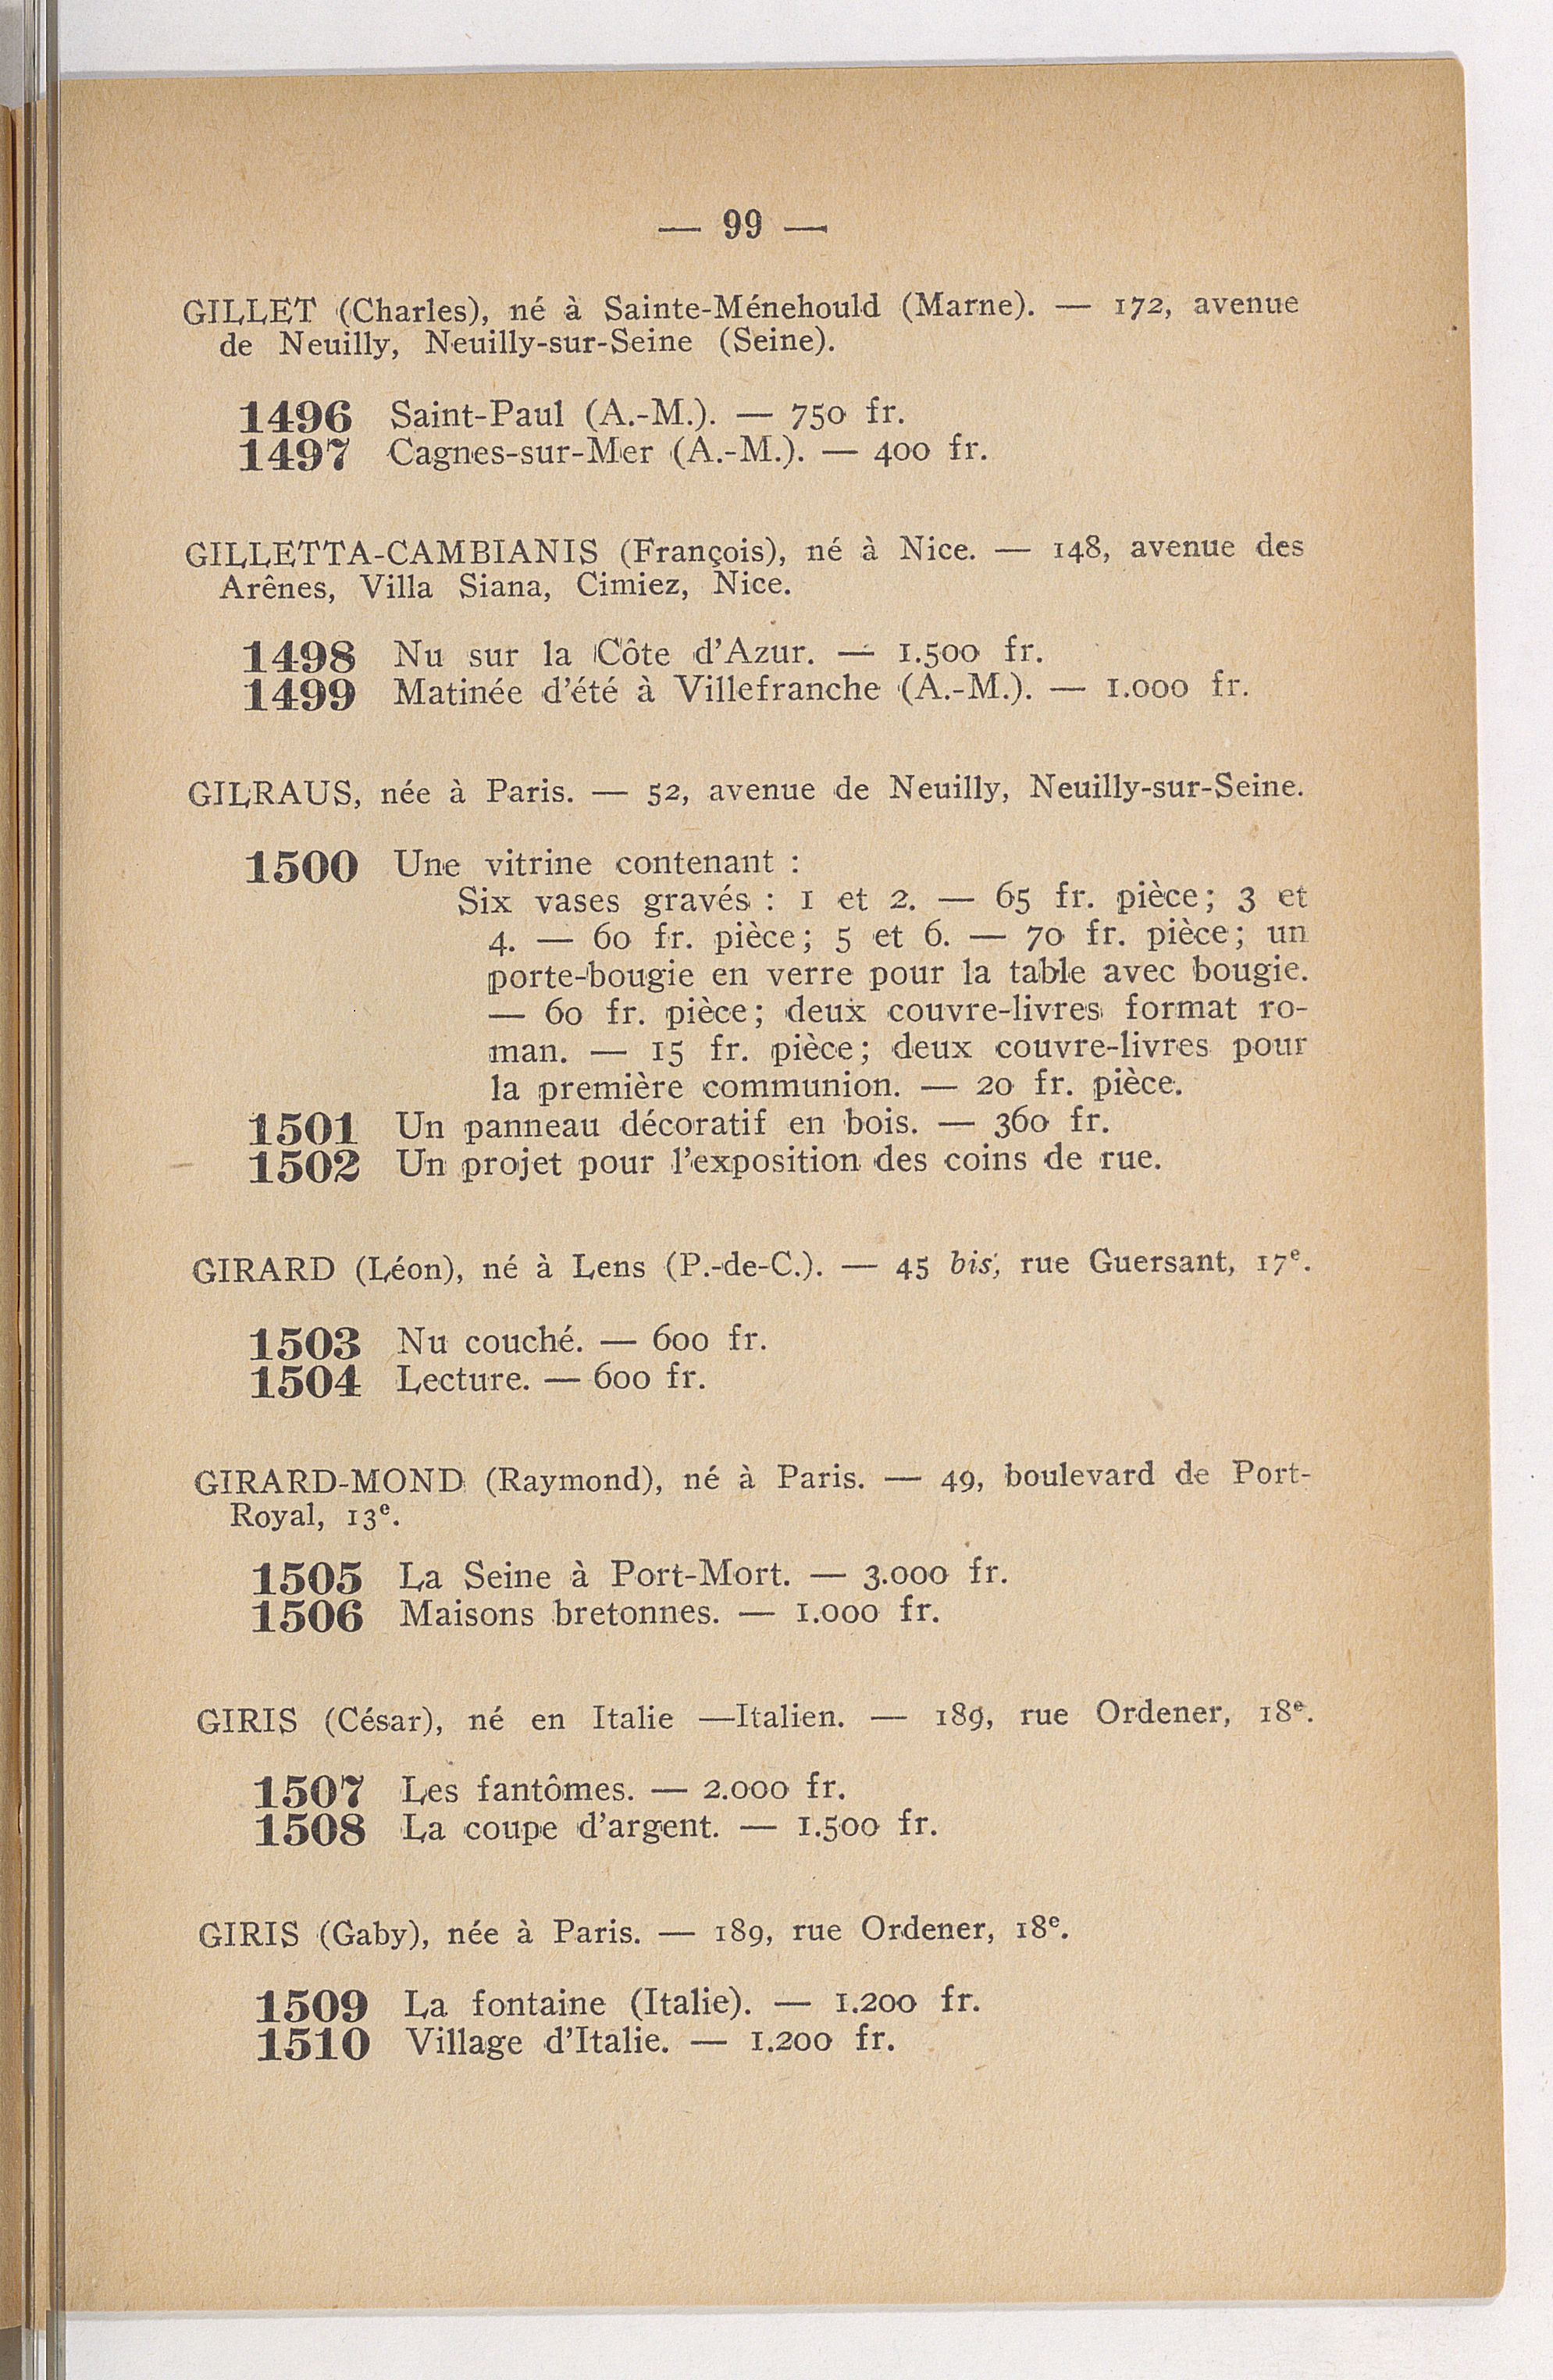 — 99 —
GILLET (Charles), né à Sainte-Ménehould (Marne). — 172, avenue
de Neuilly, Neuilly-sur-Seine (Seine).
1496 Saint-Paul (A.-M.). — 750 fr.
1497 Cagnes-sur-Mer (A.-M.). — 400 fr.
GILLETTA-CAMBIANIS (François), né à Nice. — 148, avenue des
Arênes, Villa Siana, Cimiez, Nice.
1498 Nu sur la Côte d'Azur. — 1.500 fr.
1499 Matinée d'été à Villefranche (A.-M.). — 1.000 fr.
GILRAUS, née à Paris. — 52, avenue de Neuilly, Neuilly-sur-Seine.
1500 Une vitrine contenant :
Six vases gravés : 1 et 2. — 65 fr. pièce; 3 et
4. — 60 fr. pièce; 5 et 6. — 70 fr. pièce; un
porte-bougie en verre pour la table avec bougie.
— 60 fr. pièce; deux couvre-livres format ro-
man. — 15 fr. pièce; deux couvre-livres pour
la première communion. — 20 fr. pièce.
1501 Un panneau décoratif en bois. — 360 fr.
1502 Un projet pour l'exposition des coins de rue.
GIRARD (Léon), né à Lens (P.-de-C.). — 45 bis, rue Guersant, 17e.
1503 Nu couché. — 600 fr.
1504 Lecture. — 600 fr.
GIRARD-MOND (Raymond), né à Paris. — 49, boulevard de Port-
Royal, 13e.
1505 La Seine à Port-Mort. — 3.000 fr.
1506 Maisons bretonnes. — 1.000 fr.
GIRIS (César), né en Italie —Italien. — 189, rue Ordener, 18e.
1507 Les fantômes. — 2.000 fr.
1508 La coupe d'argent. — 1.500 fr.
GIRIS (Gaby), née à Paris. — 189, rue Ordener, 18e.
1509 La fontaine (Italie). — 1.200 fr.
1510 Village d'Italie. — 1.200 fr.